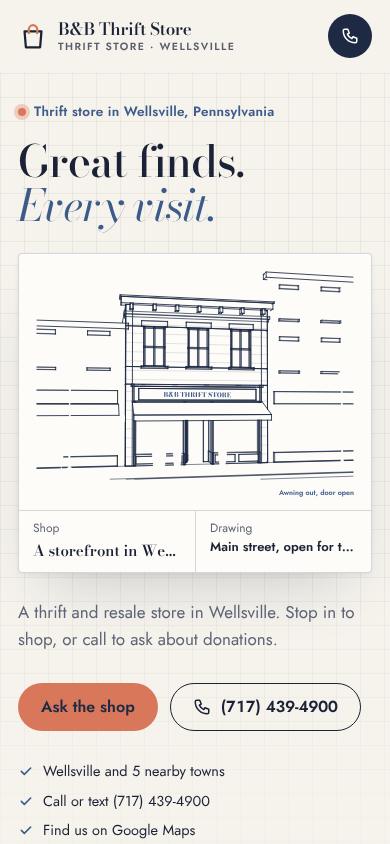 B&B Thrift Store
THRIFT STORE · WELLSVILLE
Thrift store in Wellsville, Pennsylvania
Great finds.
Every visit.
B&B THRIFT STORE
Awning out, door open
Shop
A storefront in We...
Drawing
Main street, open for t...
A thrift and resale store in Wellsville. Stop in to
shop, or call to ask about donations.
Ask the shop
(717) 439-4900
Wellsville and 5 nearby towns
Call or text (717) 439-4900
Find us on Google Maps